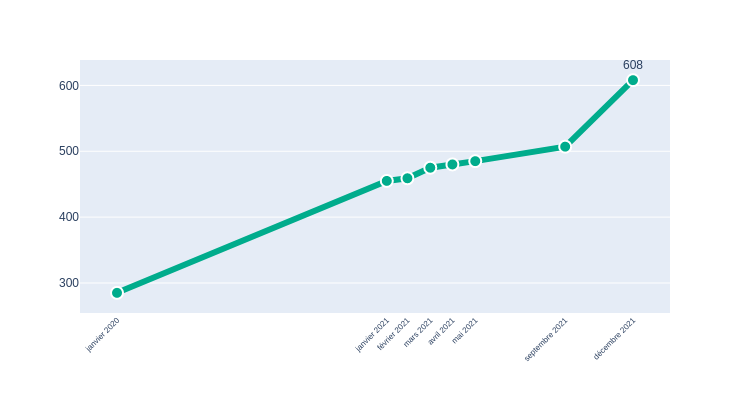 608
600
500
400
300
janvier 2020
janvier 2021
février 2021
mars 2021
avril 2021
mai 2021
septembre 2021
décembre 2021